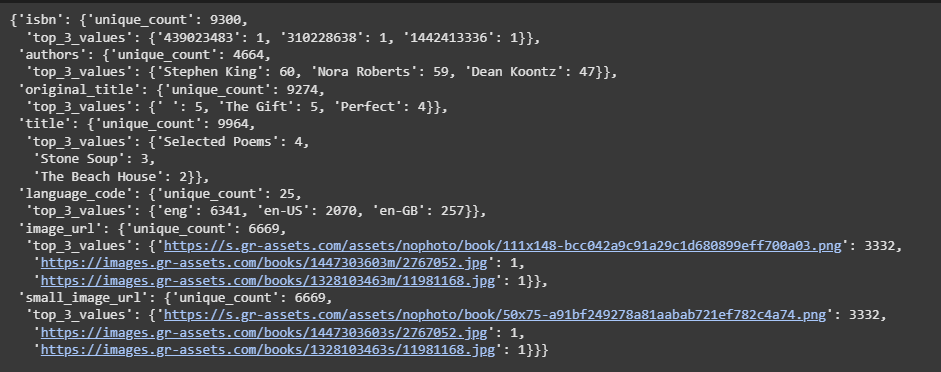 {'isbn': {'unique_count': 9300,
'top_3_values': {'439023483': 1, '310228638': 1, '1442413336': 1}},
'authors': {'unique_count': 4664,
'top_3_values': {'Stephen King': 60, 'Nora Roberts': 59, 'Dean Koontz': 47}},
'original_title': {'unique_count': 9274,
'top_3_values': {' ': 5, 'The Gift': 5, 'Perfect': 4}},
'title': {'unique_count': 9964,
'top_3_values': {'Selected Poems': 4,
'Stone Soup': 3,
'The Beach House': 2}},
'language_code': {'unique_count': 25,
'top_3_values': {'eng': 6341, 'en-US': 2070, 'en-GB': 257}},
'image_url': {'unique_count': 6669,
'top_3_values': {'https://s.gr-assets.com/assets/nophoto/book/111x148-bcc042a9c91a29c1d680899eff700a03.png': 3332,
'https://images.gr-assets.com/books/1447303603m/2767052.jpg': 1,
'https://images.gr-assets.com/books/1328103463m/11981168.jpg': 1}},
'small_image_url': {'unique_count': 6669,
'top_3_values': {'https://s.gr-assets.com/assets/nophoto/book/50x75-a91bf249278a81aabab721ef782c4a74.png': 3332,
'https://images.gr-assets.com/books/1447303603s/2767052.jpg': 1,
'https://images.gr-assets.com/books/1328103463s/11981168.jpg': 1}}}